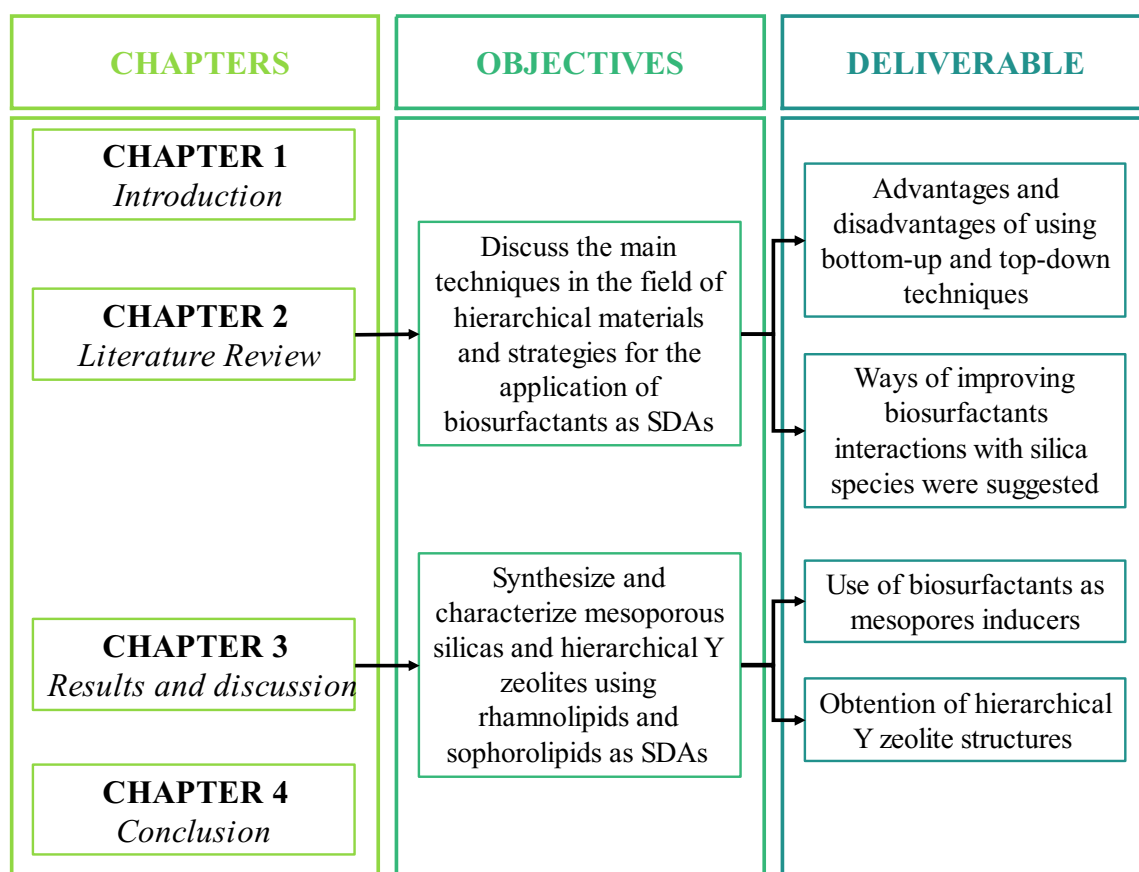 CHAPTERS
OBJECTIVES
DELIVERABLE
CHAPTER 1
Introduction
CHAPTER 2
Literature Review
Discuss the main
techniques in the field of
hierarchical materials
and strategies for the
application of
biosurfactants as SDAs
Advantages and
disadvantages of using
bottom-up and top-down
techniques
Ways of improving
biosurfactants
interactions with silica
species were suggested
CHAPTER 3
Results and discussion
Synthesize and
characterize mesoporous
silicas and hierarchical Y
zeolites using
rhamnolipids and
sophorolipids as SDAs
Use of biosurfactants as
mesopores inducers
Obtention of hierarchical
Y zeolite structures
CHAPTER 4
Conclusion